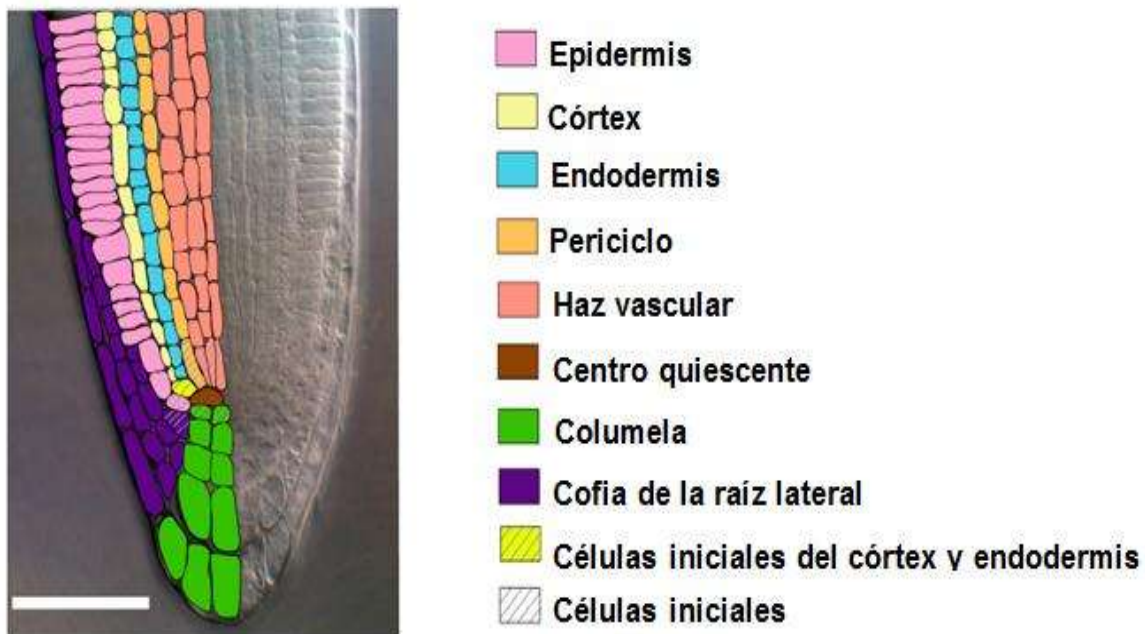 Epidermis
Córtex
Endodermis
Periciclo
Haz vascular
Centro quiescente
Columela
Cofia de la raíz lateral
Células iniciales del córtex y endodermis
Células iniciales